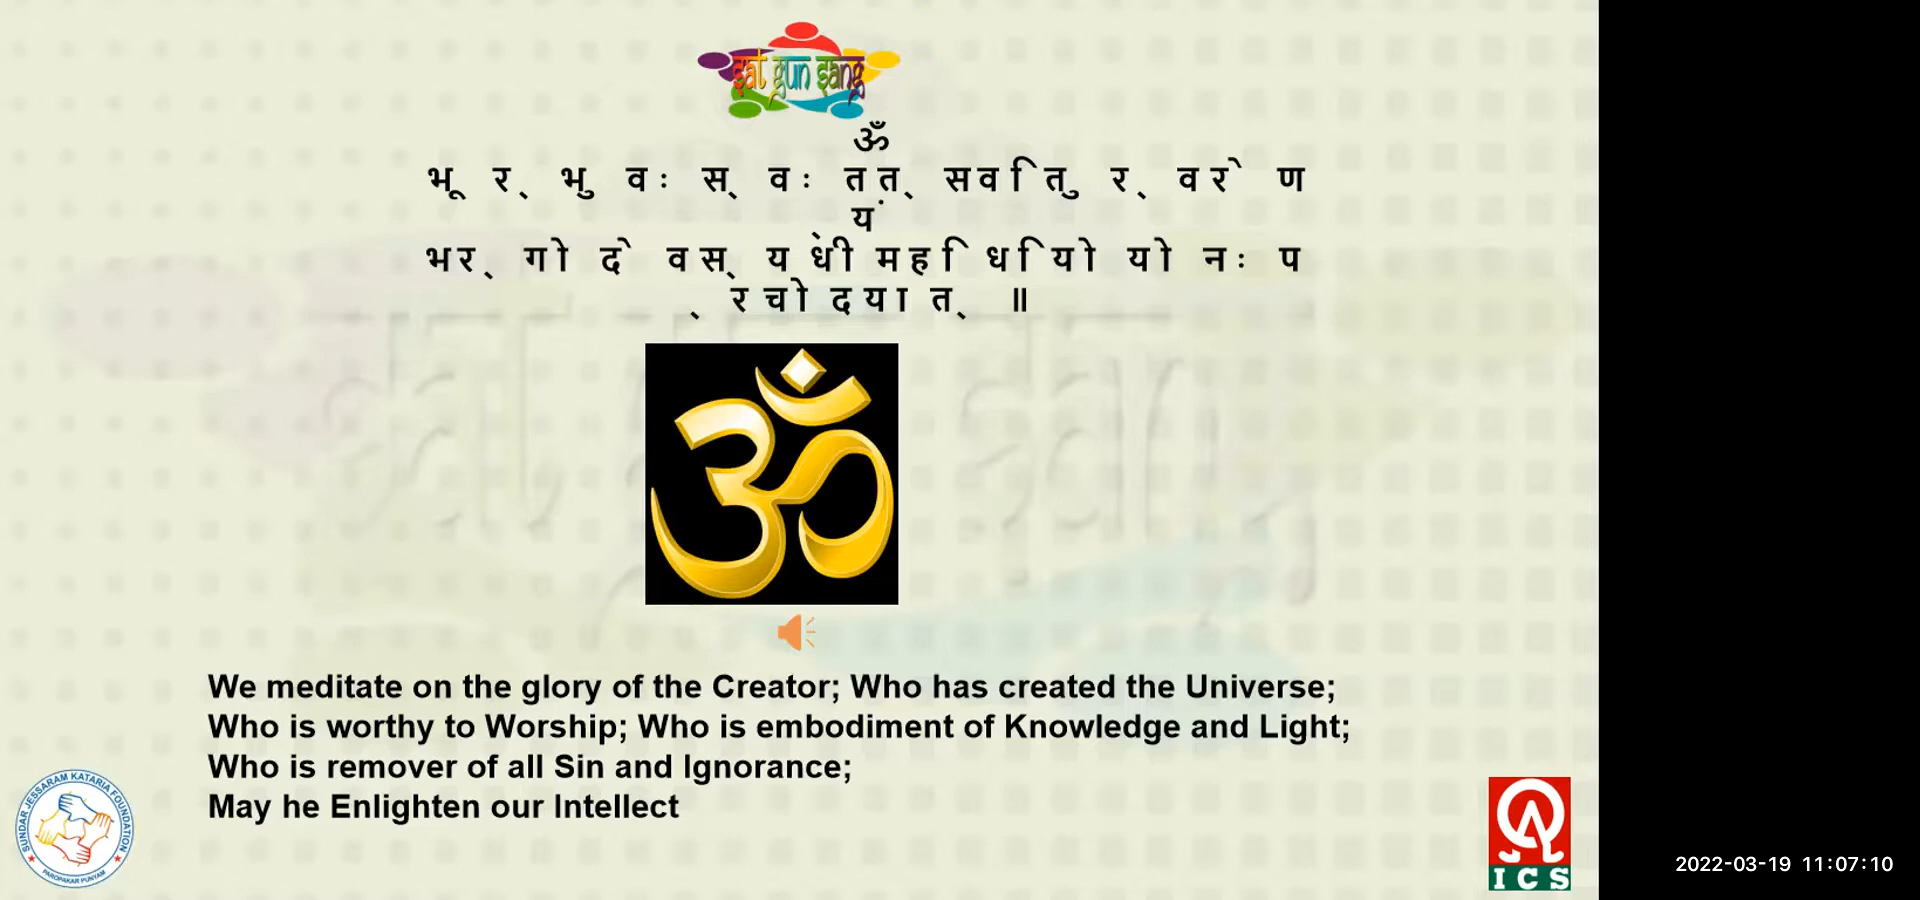 sat gun sang
ॐ
भू र् भु वः स् वः तत् सवितु र् वरे ण
्यं
भर् गो दे वस् य धी महि धियो यो नः प
्र चो द या त् ॥
We meditate on the glory of the Creator; Who has created the Universe;
Who is worthy to Worship; Who is embodiment of Knowledge and Light;
Who is remover of all Sin and Ignorance;
May he Enlighten our Intellect
SUNDAR JESSARAM KATARIA FOUNDATION
PAROPAKAR PUNYAM
ICS
2022-03-19 11:07:10